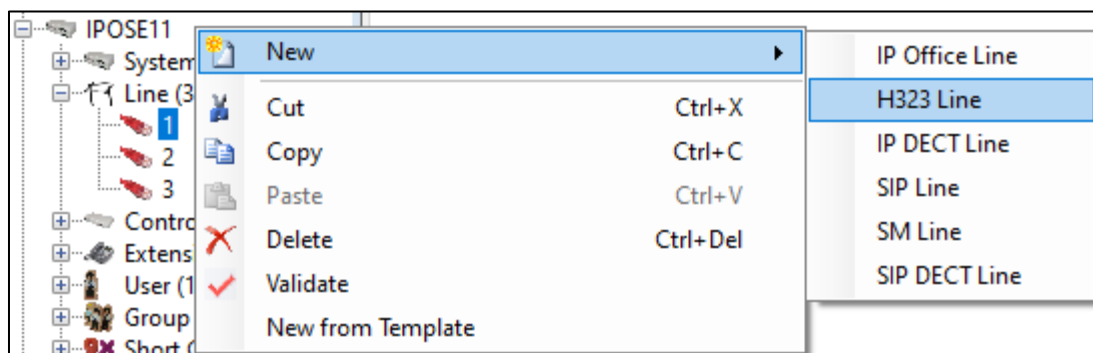 IPOSE11
System
Line (3
1
2
3
Contro
Extens
User (1
Group
Short
New
Cut Ctrl+X
Copy Ctrl+C
Paste Ctrl+V
Delete Ctrl+Del
Validate
New from Template
IP Office Line
H323 Line
IP DECT Line
SIP Line
SM Line
SIP DECT Line